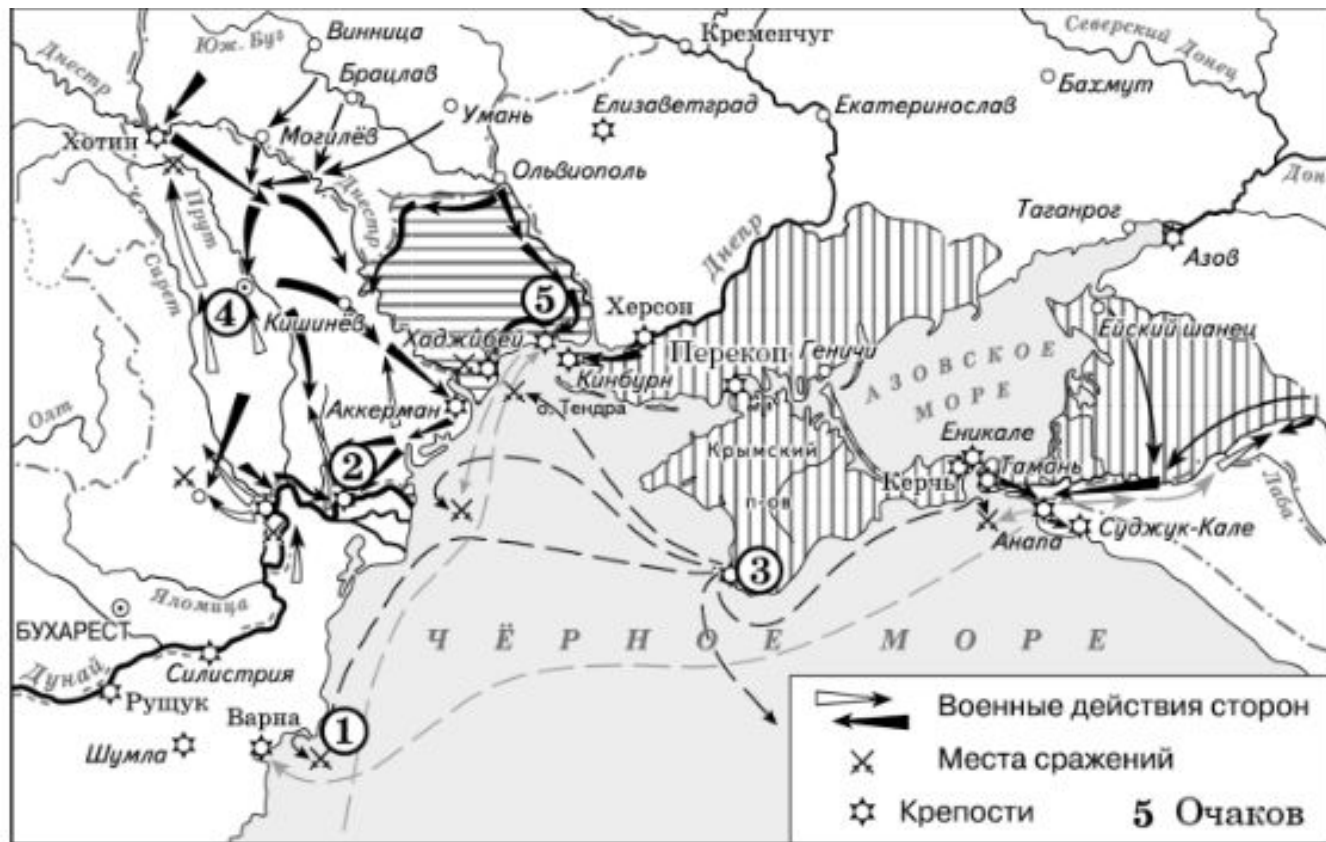 Днестр
Юж. Буг
Винница
Кременчуг
Северский Донец
Брацлав
Бахмут
Умань
Елизаветград
Екатеринослав
Хотин
Могилёв
Ольвиополь
Днестр
Дон
Прут
Днепр
Таганрог
Азов
Сирет
4
Кишинёв
5
Херсон
Хаджибей
Перекоп
Геничи
Ейский шанец
Кинбурн
АЗОВСКОЕ
МОРЕ
Олт
Аккерман
о. Тендра
Крымский
п-ов
Еникале
Тамань
Керчь
Лаба
2
Анапа
Суджук-Кале
3
Яломица
БУХАРЕСТ
ЧЁРНОЕ МОРЕ
Силистрия
Дунай
Рущук
Варна
1
Шумла
Военные действия сторон
Места сражений
Крепости
5 Очаков